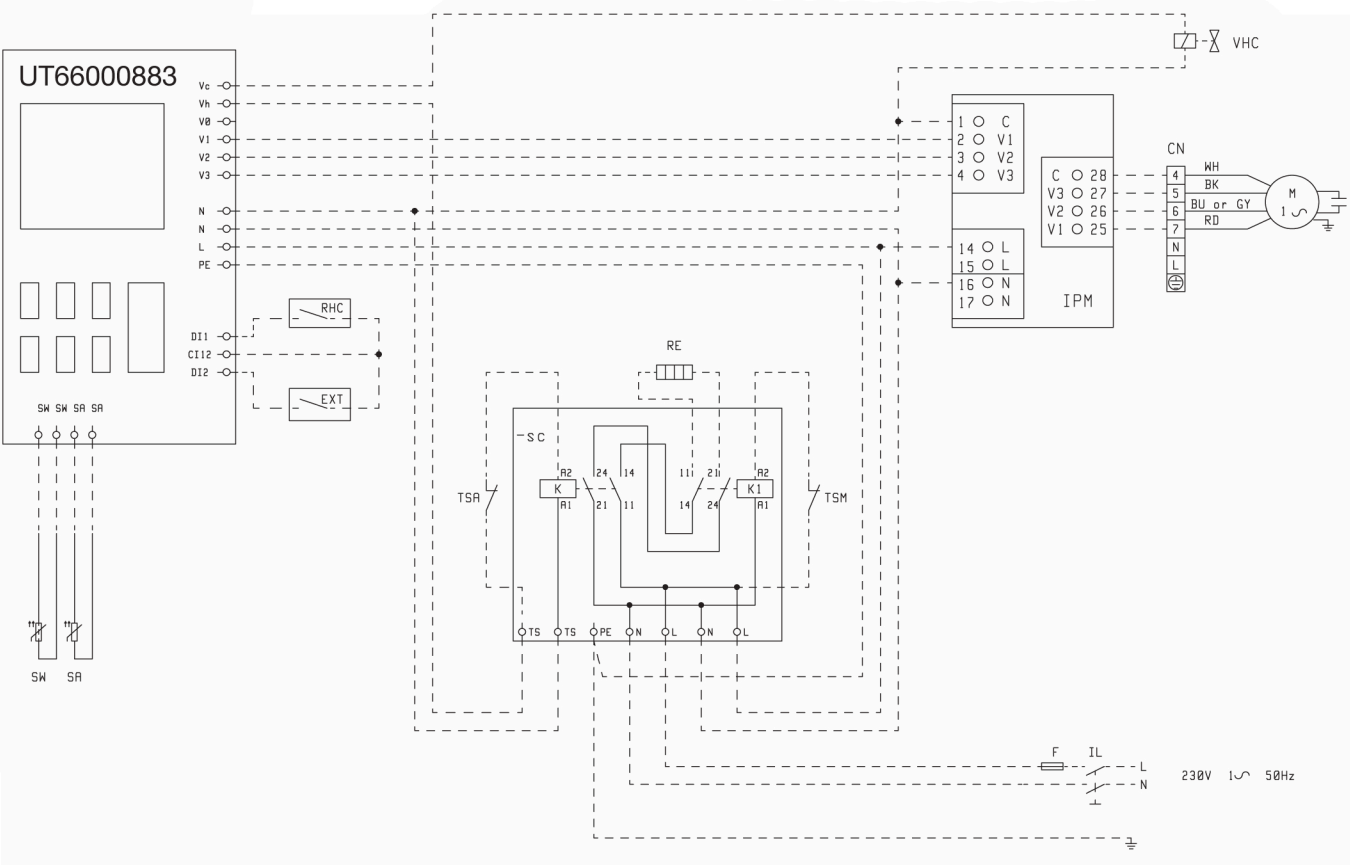 UT66000883
Vc
Vh
V0
V1
V2
V3
N
N
L
PE
DI1
CI12
DI2
SW SW SA SA
SW SA
RHC
EXT
VHC
1 C
2 V1
3 V2
4 V3
C 28
V3 27
V2 26
V1 25
14 L
15 L
16 N
17 N
IPM
CN
4
5
6
7
N
L
WH
BK
BU or GY
RD
M
1
RE
-SC
TSA
K
A2
A1
24 14
21 11
11 21
14 24
K1
A2
A1
TSM
TS TS PE N L N L
F IL
L
N
230V 1 50Hz